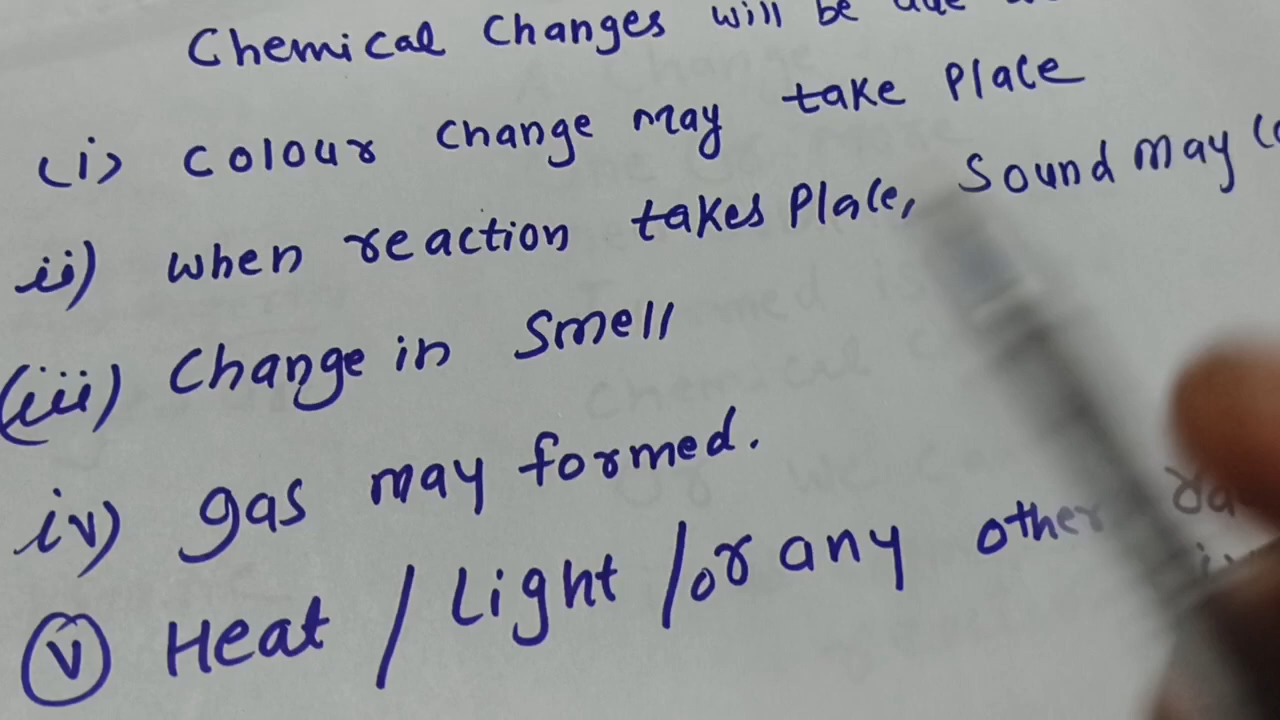 Chemical Changes will be due
(i) Colour Change may take Place
ii) when reaction takes Place, Sound may
(iii) Change in Smell
iv) gas may formed.
(v) Heat / Light / or any other